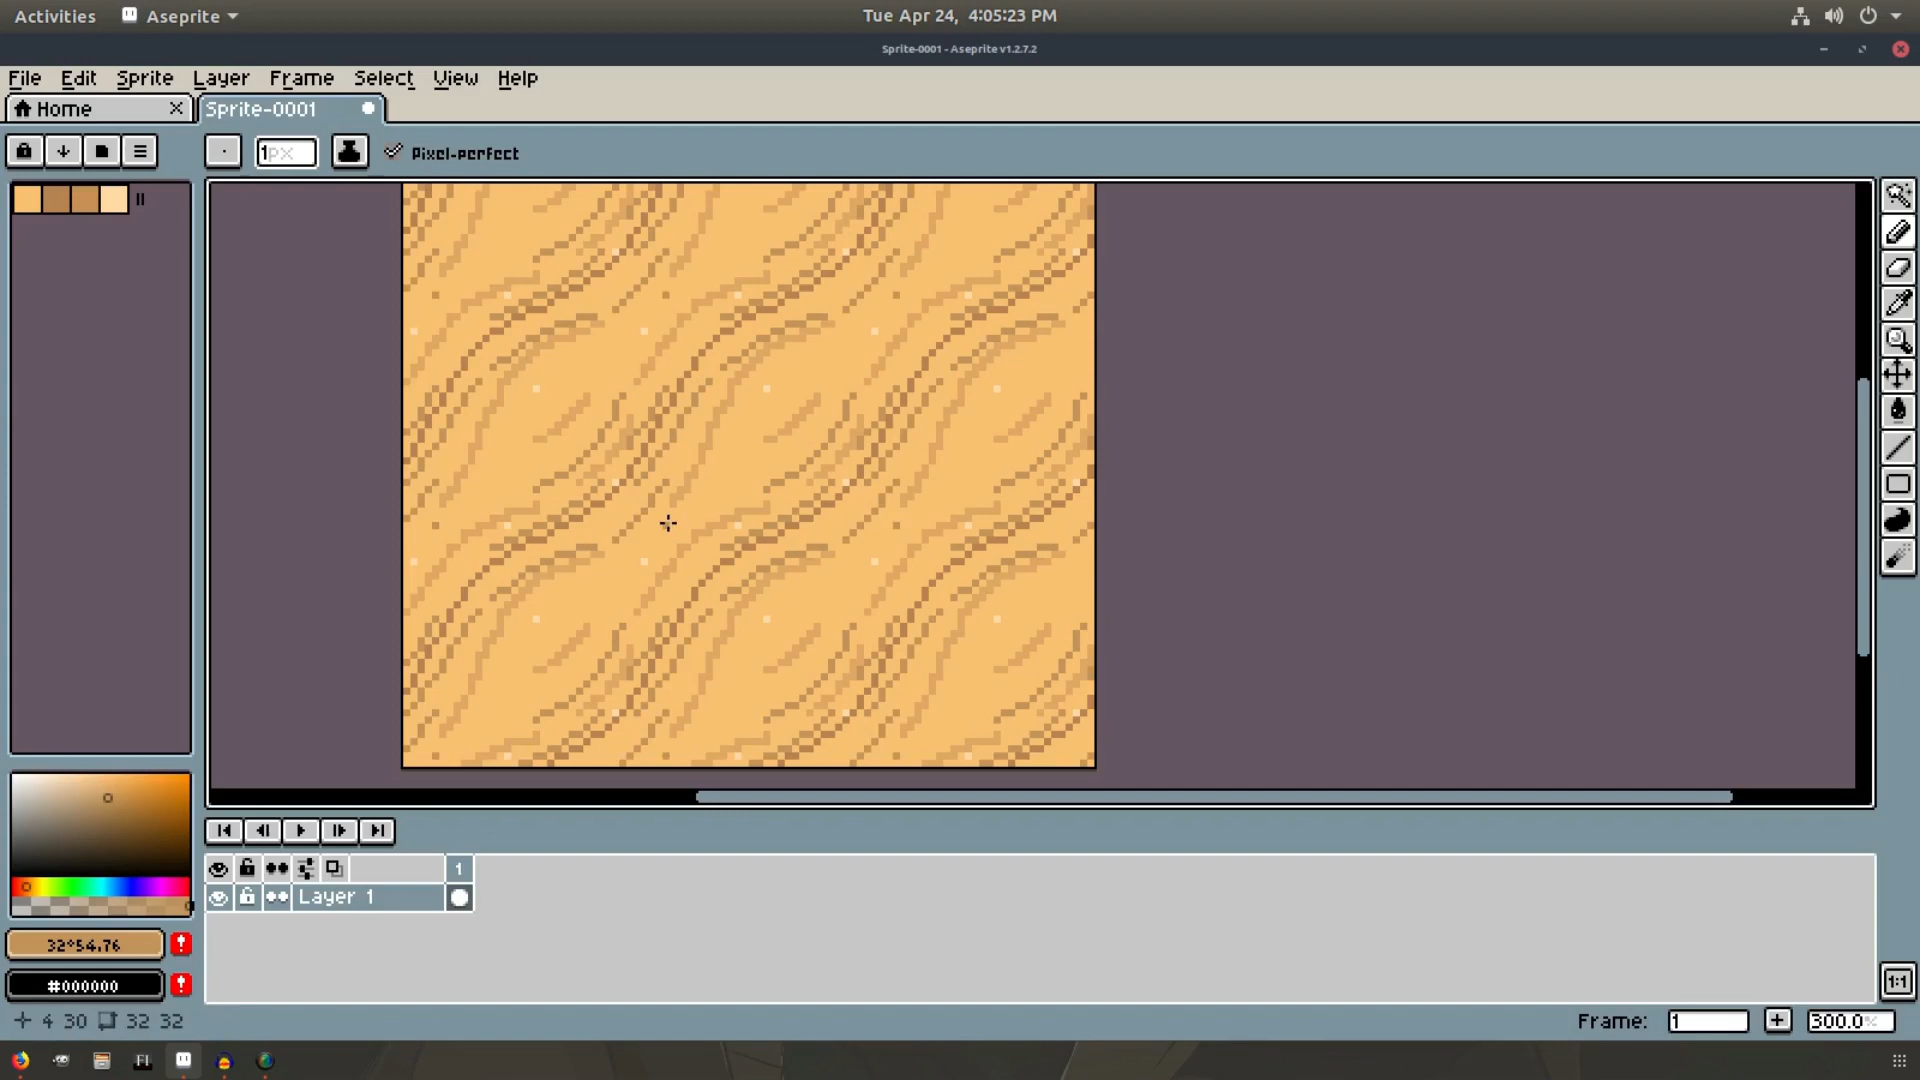 Activities Aseprite Tue Apr 24, 4:05:23 PM
Sprite-0001 - Aseprite v1.2.7.2
File Edit Sprite Layer Frame Select View Help
Home Sprite-0001
1px Pixel-perfect
1
Layer 1
32°54.76
#000000
4 30 32 32 Frame: 1 300.0%
1:1